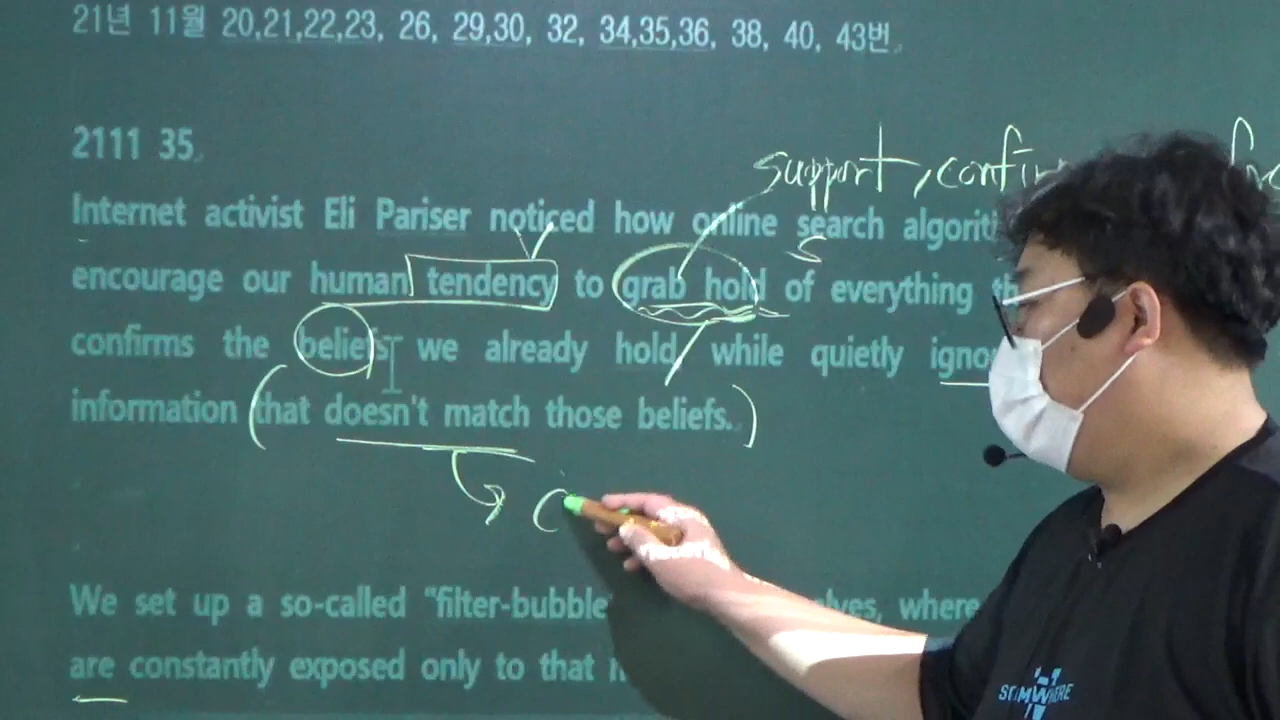 21년 11월 20,21,22,23, 26, 29,30, 32, 34,35,36, 38, 40, 43번
2111 35
support, confir
Internet activist Eli Pariser noticed how online search algorith
s
encourage our human tendency to grab hold of everything th
confirms the beliefs we already hold while quietly igno
information (that doesn't match those beliefs.)
We set up a so-called "filter-bubble where
are constantly exposed only to that